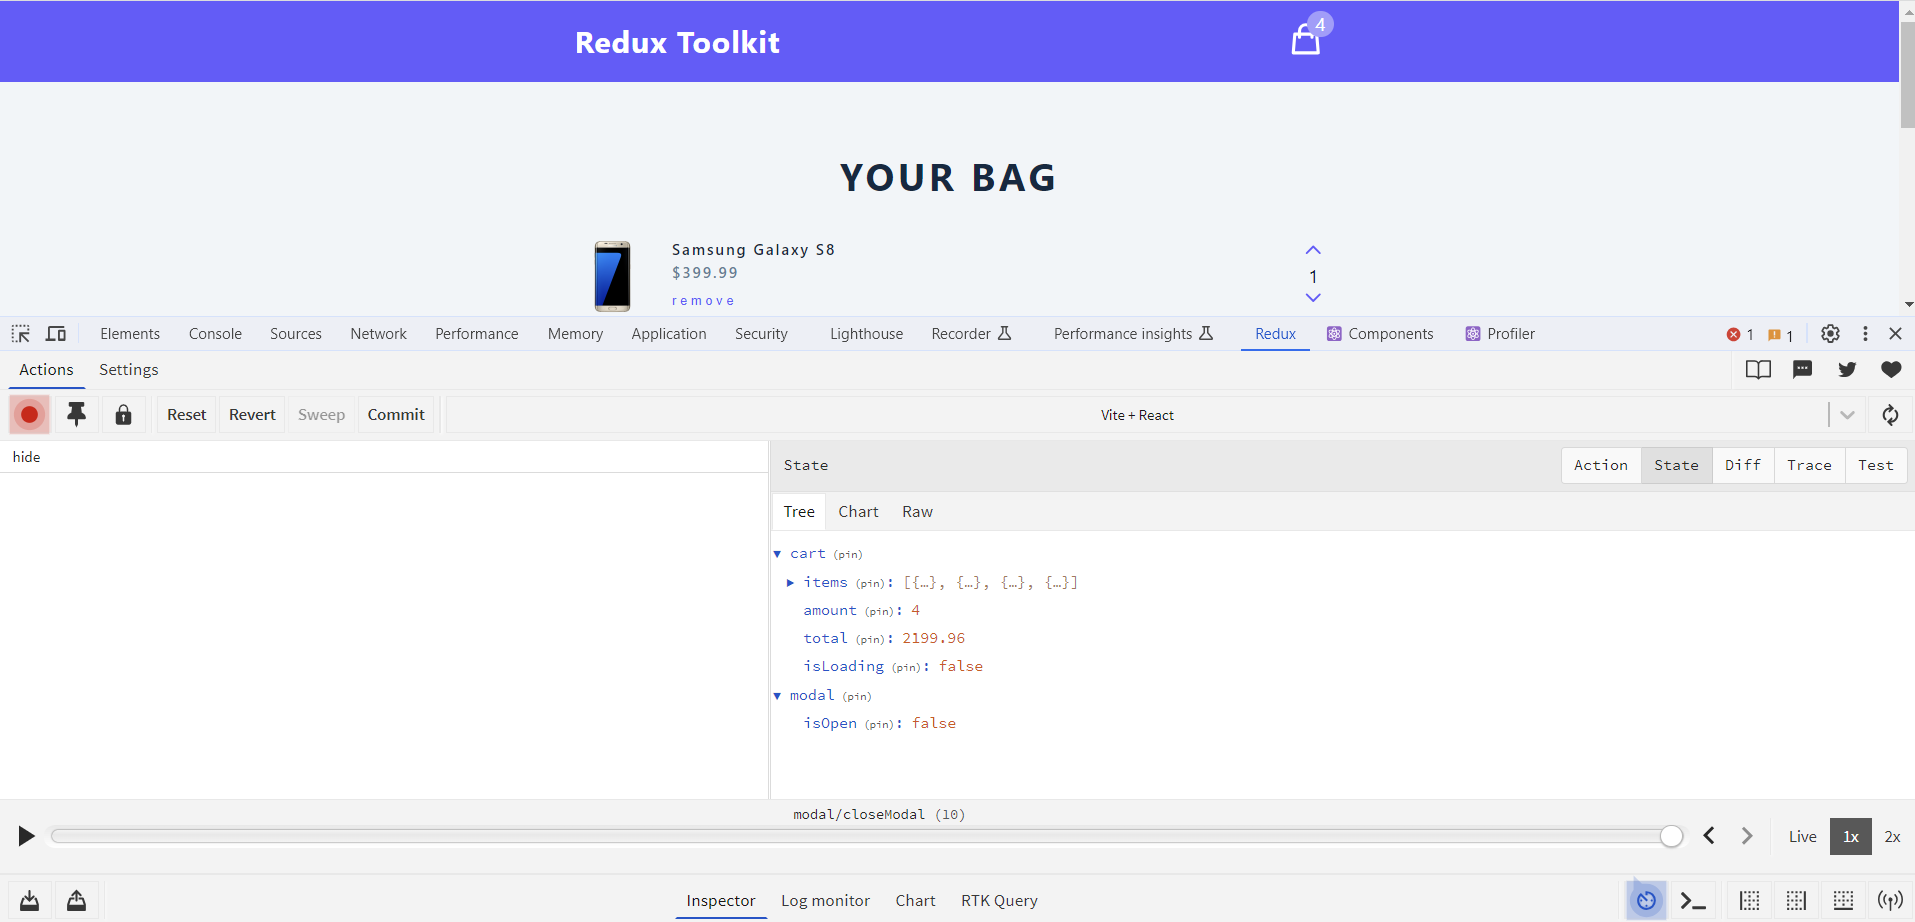 Redux Toolkit
4
YOUR BAG
Samsung Galaxy S8
$399.99
remove
1
Elements Console Sources Network Performance Memory Application Security Lighthouse Recorder Performance insights Redux Components Profiler 1 1
Actions Settings
Reset Revert Sweep Commit Vite + React
hide
State Action State Diff Trace Test
Tree Chart Raw
cart (pin)
items (pin): [{…}, {…}, {…}, {…}]
amount (pin): 4
total (pin): 2199.96
isLoading (pin): false
modal (pin)
isOpen (pin): false
modal/closeModal (10)
Live 1x 2x
Inspector Log monitor Chart RTK Query